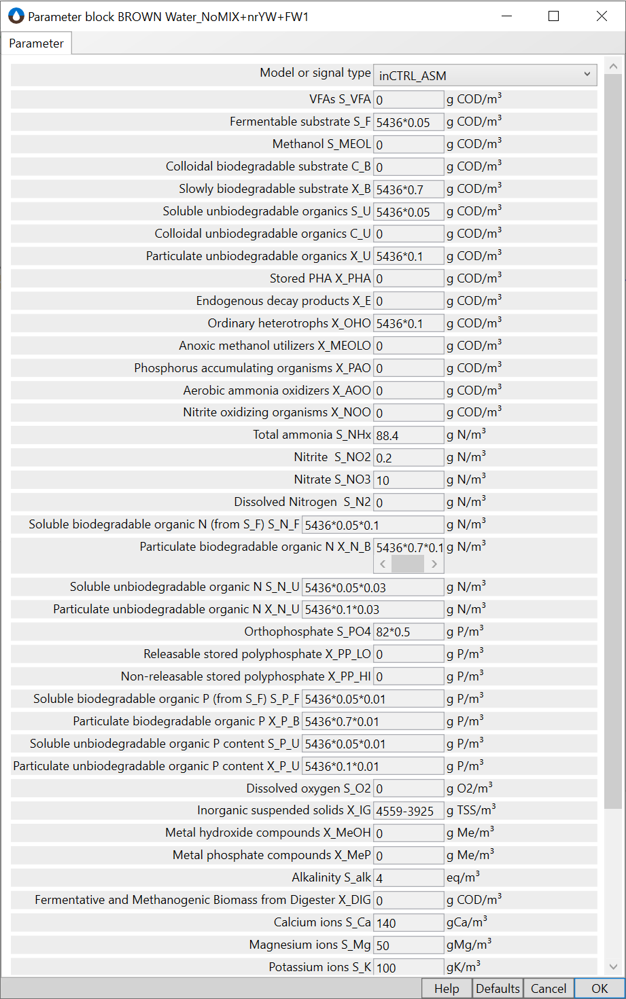 Parameter block BROWN Water_NoMIX+nrYW+FW1
Parameter
Model or signal type inCTRL_ASM
VFAs S_VFA 0 g COD/m³
Fermentable substrate S_F 5436*0.05 g COD/m³
Methanol S_MEOL 0 g COD/m³
Colloidal biodegradable substrate C_B 0 g COD/m³
Slowly biodegradable substrate X_B 5436*0.7 g COD/m³
Soluble unbiodegradable organics S_U 5436*0.05 g COD/m³
Colloidal unbiodegradable organics C_U 0 g COD/m³
Particulate unbiodegradable organics X_U 5436*0.1 g COD/m³
Stored PHA X_PHA 0 g COD/m³
Endogenous decay products X_E 0 g COD/m³
Ordinary heterotrophs X_OHO 5436*0.1 g COD/m³
Anoxic methanol utilizers X_MEOLO 0 g COD/m³
Phosphorus accumulating organisms X_PAO 0 g COD/m³
Aerobic ammonia oxidizers X_AOO 0 g COD/m³
Nitrite oxidizing organisms X_NOO 0 g COD/m³
Total ammonia S_NHx 88.4 g N/m³
Nitrite S_NO2 0.2 g N/m³
Nitrate S_NO3 10 g N/m³
Dissolved Nitrogen S_N2 0 g N/m³
Soluble biodegradable organic N (from S_F) S_N_F 5436*0.05*0.1 g N/m³
Particulate biodegradable organic N X_N_B 5436*0.7*0.1 g N/m³
Soluble unbiodegradable organic N S_N_U 5436*0.05*0.03 g N/m³
Particulate unbiodegradable organic N X_N_U 5436*0.1*0.03 g N/m³
Orthophosphate S_PO4 82*0.5 g P/m³
Releasable stored polyphosphate X_PP_LO 0 g P/m³
Non-releasable stored polyphosphate X_PP_HI 0 g P/m³
Soluble biodegradable organic P (from S_F) S_P_F 5436*0.05*0.01 g P/m³
Particulate biodegradable organic P X_P_B 5436*0.7*0.01 g P/m³
Soluble unbiodegradable organic P content S_P_U 5436*0.05*0.01 g P/m³
Particulate unbiodegradable organic P content X_P_U 5436*0.1*0.01 g P/m³
Dissolved oxygen S_O2 0 g O2/m³
Inorganic suspended solids X_IG 4559-3925 g TSS/m³
Metal hydroxide compounds X_MeOH 0 g Me/m³
Metal phosphate compounds X_MeP 0 g Me/m³
Alkalinity S_alk 4 eq/m³
Fermentative and Methanogenic Biomass from Digester X_DIG 0 g COD/m³
Calcium ions S_Ca 140 gCa/m³
Magnesium ions S_Mg 50 gMg/m³
Potassium ions S_K 100 gK/m³
Help Defaults Cancel OK